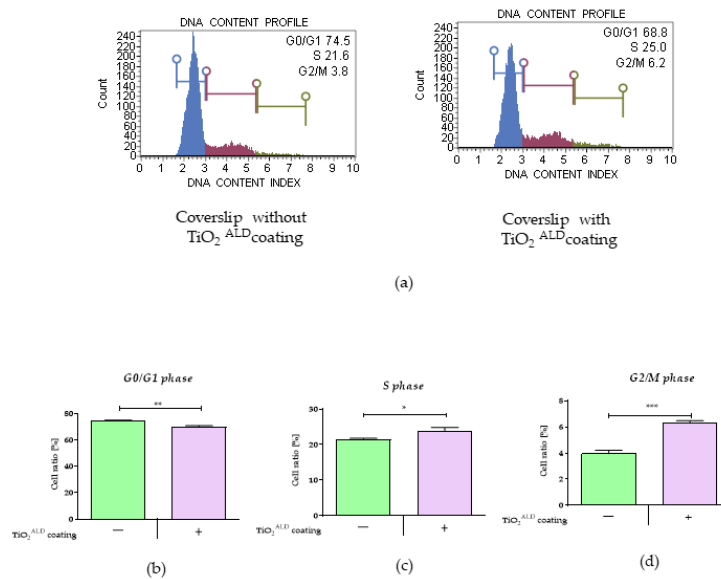 DNA CONTENT PROFILE
G0/G1 74.5
S 21.6
G2/M 3.8
240
220
200
180
160
140
120
100
80
60
40
20
0
Count
0 1 2 3 4 5 6 7 8 9 10
DNA CONTENT INDEX
Coverslip without
TiO2 ALD coating
DNA CONTENT PROFILE
G0/G1 68.8
S 25.0
G2/M 6.2
240
220
200
180
160
140
120
100
80
60
40
20
0
Count
0 1 2 3 4 5 6 7 8 9 10
DNA CONTENT INDEX
Coverslip with
TiO2 ALD coating
(a)
G0/G1 phase
**
80
60
40
20
0
Cell ratio [%]
TiO2 ALD coating
— +
(b)
S phase
*
30
20
10
0
Cell ratio [%]
TiO2 ALD coating
— +
(c)
G2/M phase
***
8
6
4
2
0
Cell ratio [%]
TiO2 ALD coating
— +
(d)